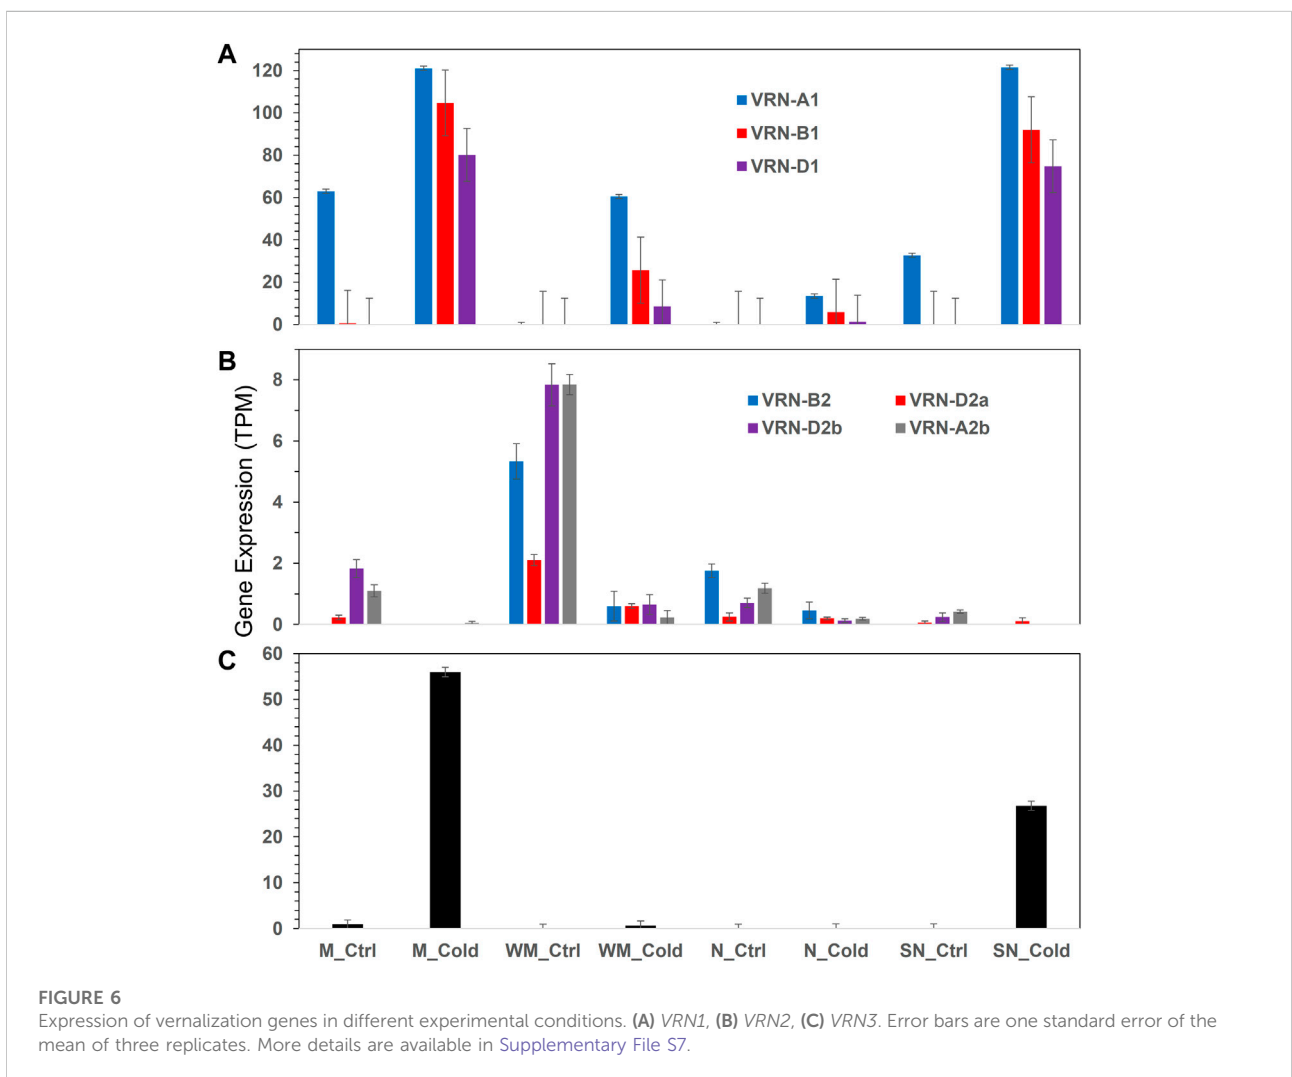 A
120
100
80
60
40
20
0
VRN-A1
VRN-B1
VRN-D1
B
8
6
4
2
0
VRN-B2 VRN-D2a
VRN-D2b VRN-A2b
Gene Expression (TPM)
C
60
50
40
30
20
10
0
M_Ctrl M_Cold WM_Ctrl WM_Cold N_Ctrl N_Cold SN_Ctrl SN_Cold
FIGURE 6
Expression of vernalization genes in different experimental conditions. (A) VRN1, (B) VRN2, (C) VRN3. Error bars are one standard error of the
mean of three replicates. More details are available in Supplementary File S7.